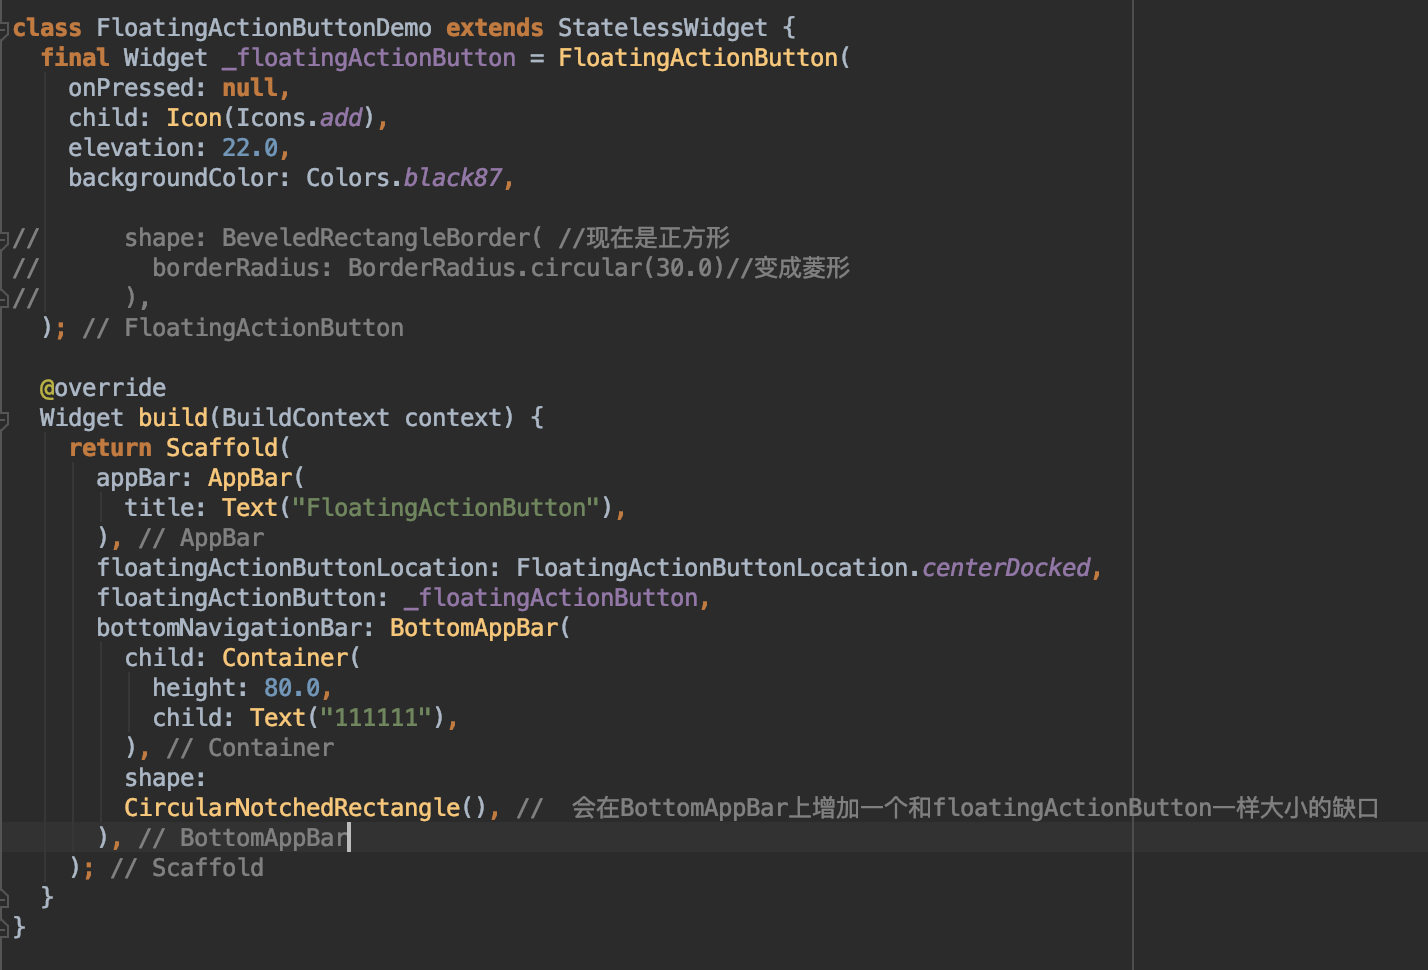 class FloatingActionButtonDemo extends StatelessWidget {
  final Widget _floatingActionButton = FloatingActionButton(
    onPressed: null,
    child: Icon(Icons.add),
    elevation: 22.0,
    backgroundColor: Colors.black87,

//      shape: BeveledRectangleBorder( //现在是正方形
//        borderRadius: BorderRadius.circular(30.0)//变成菱形
//      ),
  ); // FloatingActionButton

  @override
  Widget build(BuildContext context) {
    return Scaffold(
      appBar: AppBar(
        title: Text("FloatingActionButton"),
      ), // AppBar
      floatingActionButtonLocation: FloatingActionButtonLocation.centerDocked,
      floatingActionButton: _floatingActionButton,
      bottomNavigationBar: BottomAppBar(
        child: Container(
          height: 80.0,
          child: Text("111111"),
        ), // Container
        shape:
        CircularNotchedRectangle(), //  会在BottomAppBar上增加一个和floatingActionButton一样大小的缺口
      ), // BottomAppBar
    ); // Scaffold
  }
}